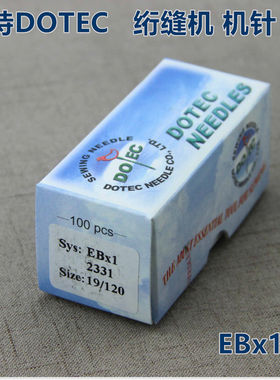 特DOTEC 绗缝机 机针
SEWING NEEDLE
DOTEC
DOTEC NEEDLE CO., LTD.
DOTEC
NEEDLES
100 pcs
Sys: EBx1
2331
Size: 19/120
EBx1